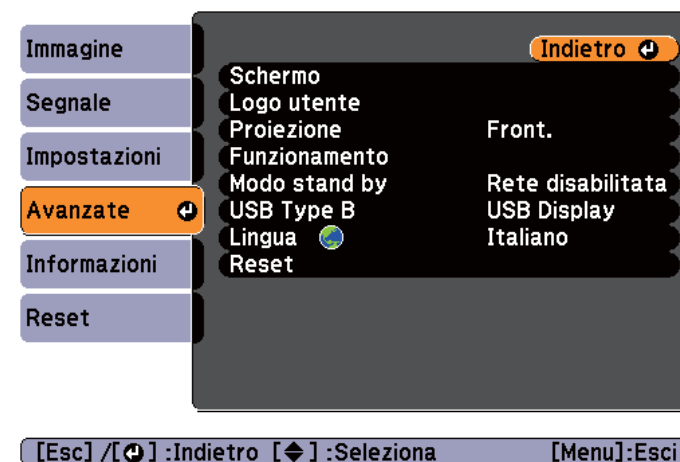 Immagine
Segnale
Impostazioni
Avanzate
Informazioni
Reset
Indietro
Schermo
Logo utente
Proiezione Front.
Funzionamento
Modo stand by Rete disabilitata
USB Type B USB Display
Lingua Italiano
Reset
[Esc] /[⏎] :Indietro [◆] :Seleziona [Menu]:Esci